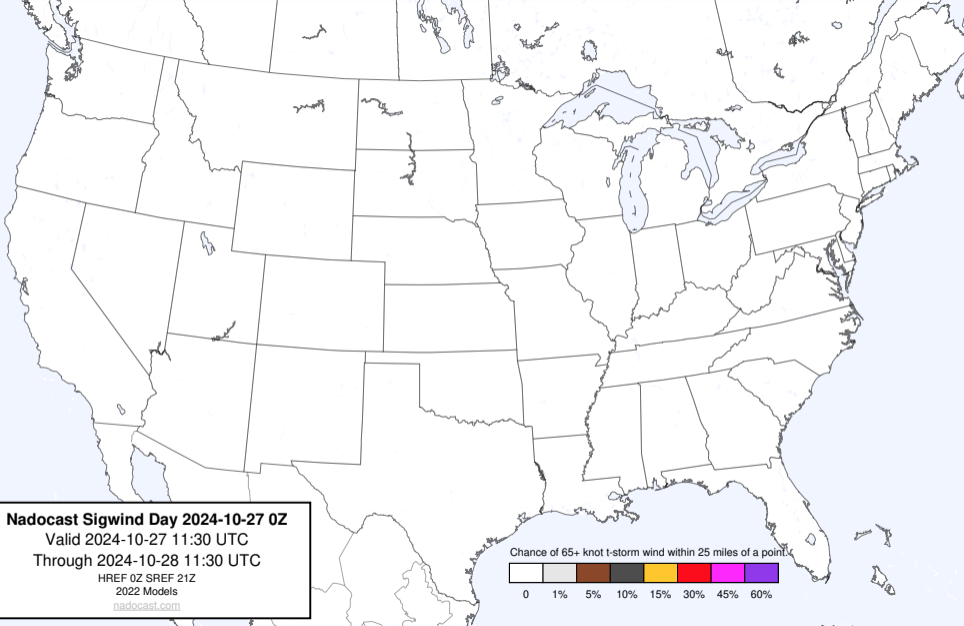 Nadocast Sigwind Day 2024-10-27 0Z
Valid 2024-10-27 11:30 UTC
Through 2024-10-28 11:30 UTC
HREF 0Z SREF 21Z
2022 Models
nadocast.com
Chance of 65+ knot t-storm wind within 25 miles of a point.
0 1% 5% 10% 15% 30% 45% 60%